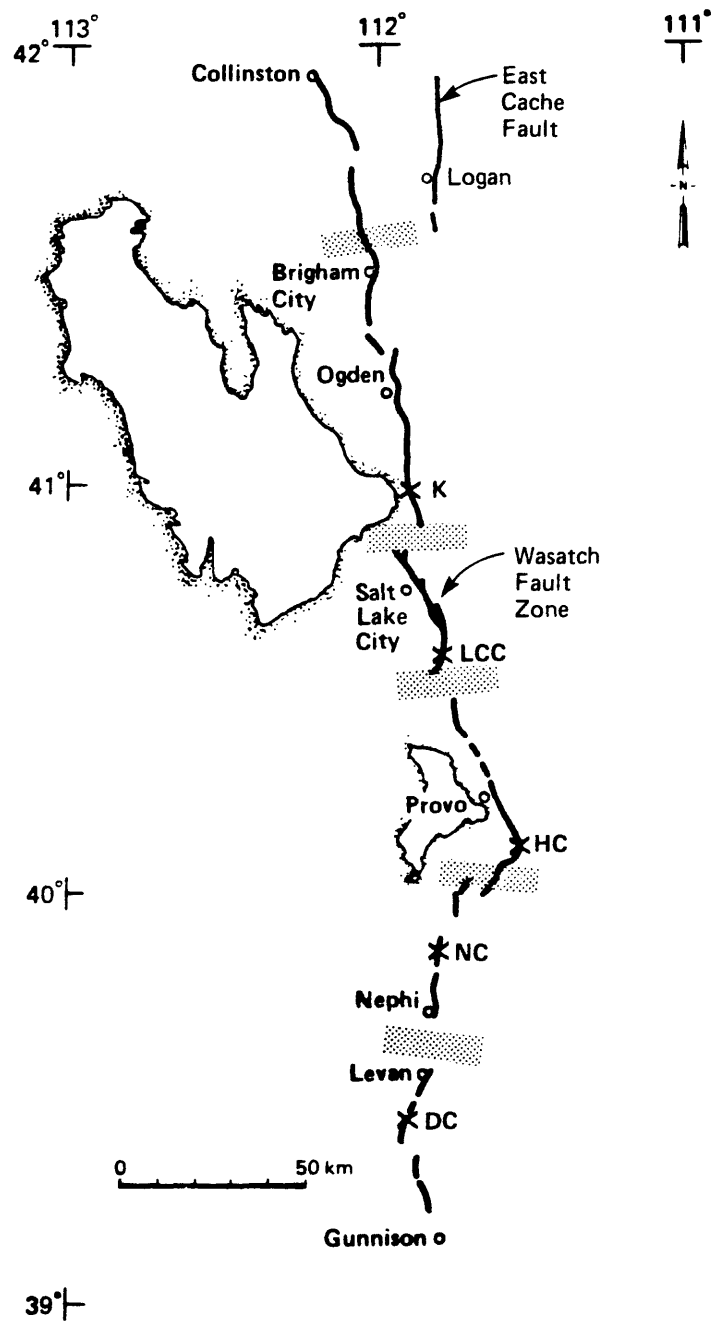 113° 112° 111°
42°
Collinston
East
Cache
Fault
Logan
N
Brigham
City
Ogden
41°
K
Wasatch
Fault
Zone
Salt
Lake
City
LCC
Provo
HC
40°
NC
Nephi
Levan
DC
0 50 km
Gunnison
39°